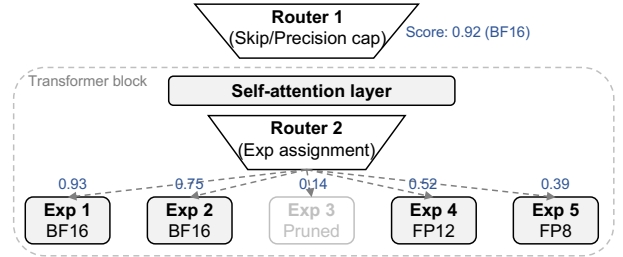 Router 1
(Skip/Precision cap)
Score: 0.92 (BF16)
Transformer block
Self-attention layer
Router 2
(Exp assignment)
0.93
0.75
0.14
0.52
0.39
Exp 1
BF16
Exp 2
BF16
Exp 3
Pruned
Exp 4
FP12
Exp 5
FP8